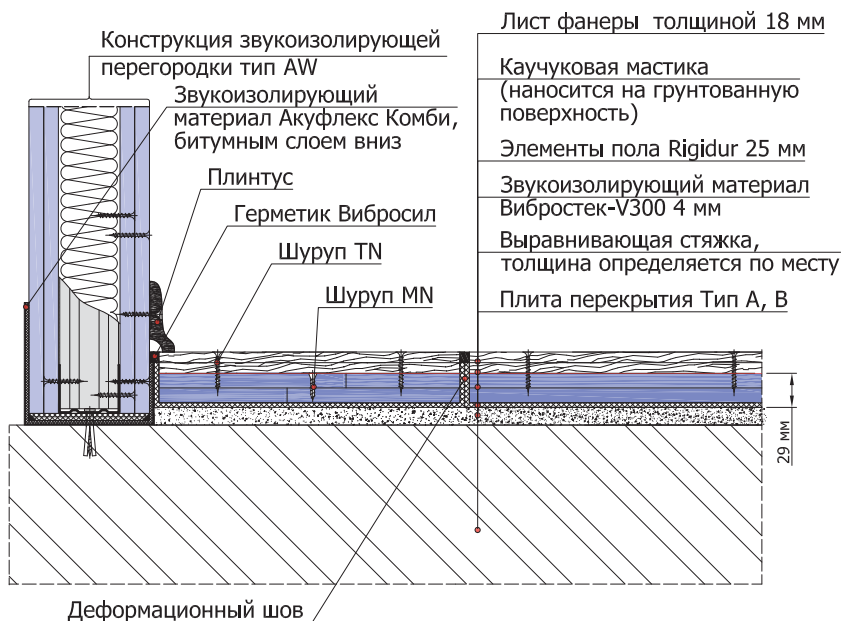 Конструкция звукоизолирующей
перегородки тип AW
Звукоизолирующий
материал Акуфлекс Комби,
битумным слоем вниз
Плинтус
Герметик Вибросил
Шуруп TN
Шуруп MN
Лист фанеры толщиной 18 мм
Каучуковая мастика
(наносится на грунтованную
поверхность)
Элементы пола Rigidur 25 мм
Звукоизолирующий материал
Вибростек-V300 4 мм
Выравнивающая стяжка,
толщина определяется по месту
Плита перекрытия Тип А, В
29 мм
Деформационный шов